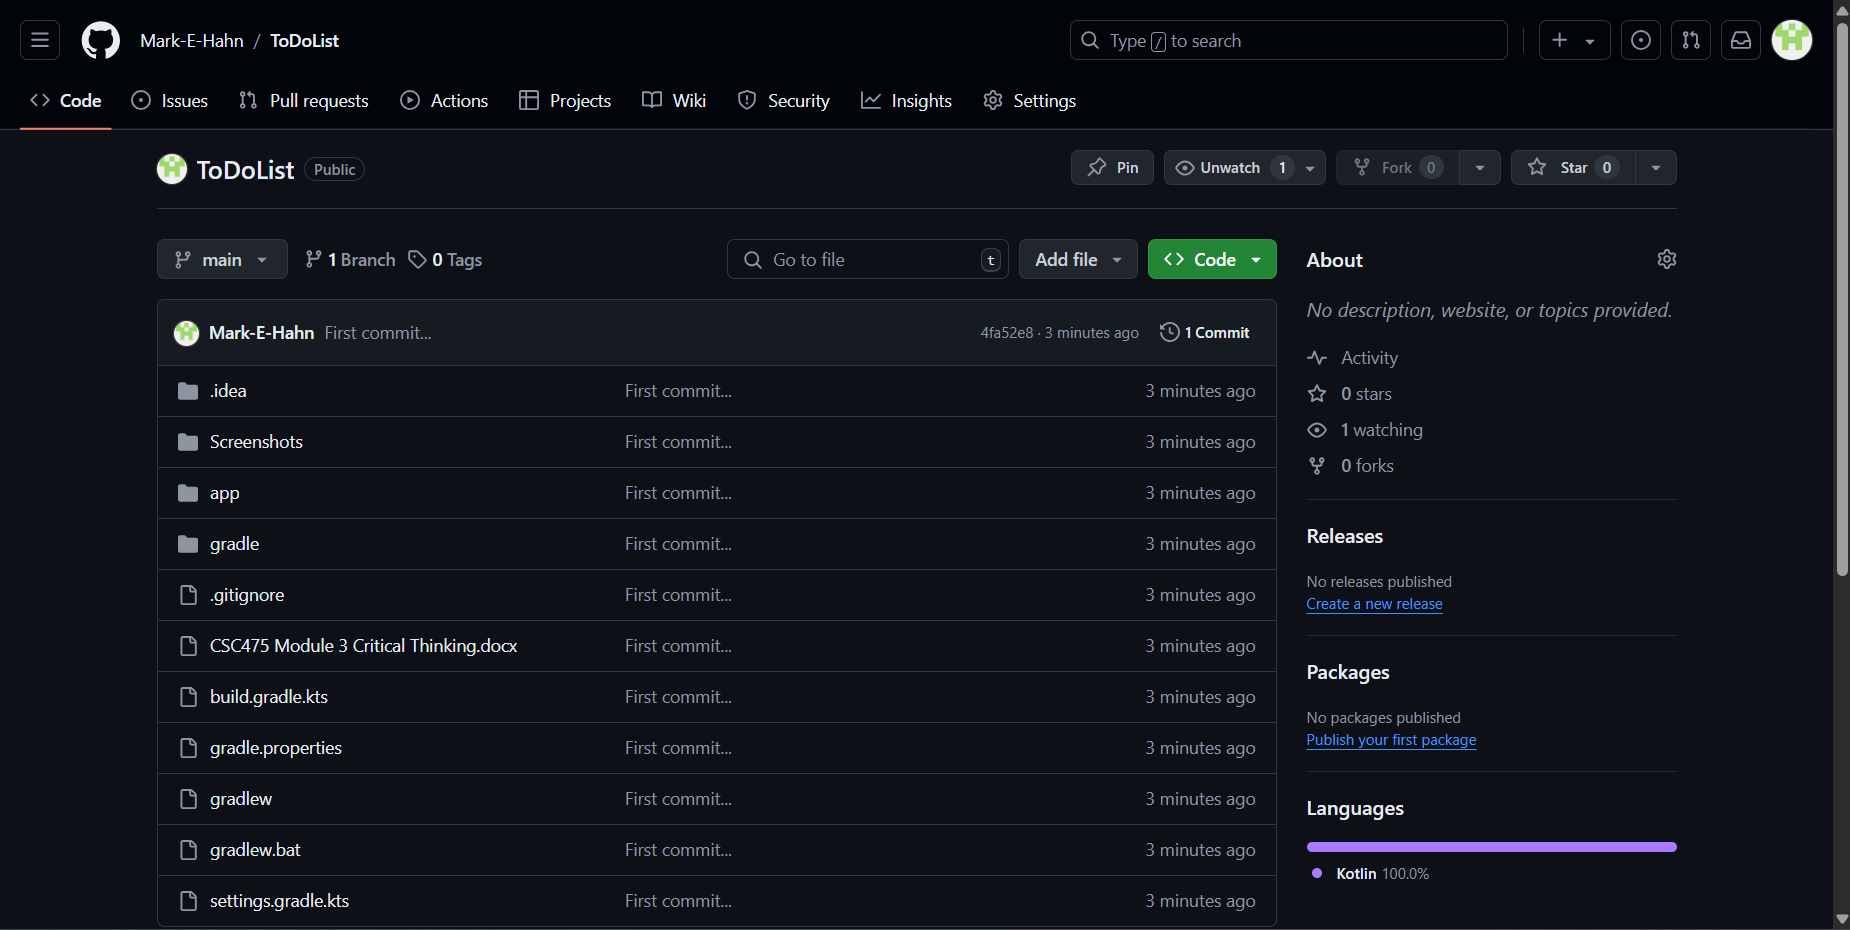 Mark-E-Hahn / ToDoList
Type / to search
Code Issues Pull requests Actions Projects Wiki Security Insights Settings
ToDoList Public
Pin Unwatch 1 Fork 0 Star 0
main 1 Branch 0 Tags Go to file t Add file Code
Mark-E-Hahn First commit... 4fa52e8 · 3 minutes ago 1 Commit
.idea First commit... 3 minutes ago
Screenshots First commit... 3 minutes ago
app First commit... 3 minutes ago
gradle First commit... 3 minutes ago
.gitignore First commit... 3 minutes ago
CSC475 Module 3 Critical Thinking.docx First commit... 3 minutes ago
build.gradle.kts First commit... 3 minutes ago
gradle.properties First commit... 3 minutes ago
gradlew First commit... 3 minutes ago
gradlew.bat First commit... 3 minutes ago
settings.gradle.kts First commit... 3 minutes ago
About
No description, website, or topics provided.
Activity
0 stars
1 watching
0 forks
Releases
No releases published
Create a new release
Packages
No packages published
Publish your first package
Languages
Kotlin 100.0%